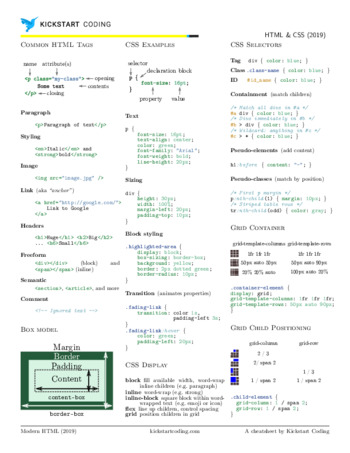 KICKSTART CODING
HTML & CSS (2019)
Common HTML Tags
name attribute(s)
<p class="my-class"> opening
Some text contents
</p> closing
Paragraph
<p>Paragraph of text</p>
Styling
<em>Italic</em> and
<strong>bold</strong>
Image
<img src="image.jpg" />
Link (aka "anchor")
<a href="http://google.com/">
Link to Google
</a>
Headers
<h1>Huge</h1> <h2>Big</h2>
... <h6>Small</h6>
Freeform
<div></div> (block) and
<span></span> (inline)
Semantic
<section>, <article>, and more
Comment
<!-- Ignored text -->
Box model
Margin
Border
Padding
Content
content-box
border-box
CSS Examples
selector
declaration block
P {
font-size: 16px;
}
property value
Text
p {
font-size: 16px;
text-align: center;
color: green;
font-family: "Arial";
font-weight: bold;
line-height: 20px;
}
Sizing
div {
height: 30px;
width: 100%;
margin-left: 20px;
padding-top: 10px;
}
Block styling
.highlighted-area {
display: block;
box-sizing: border-box;
background: yellow;
border: 2px dotted green;
border-radius: 10px;
}
Transition (animates properties)
.fading-link {
transition: color 1s,
padding-left 3s;
}
.fading-link:hover {
color: green;
padding-left: 20px;
}
CSS Display
block fill available width, word-wrap
inline children (e.g. paragraph)
inline word-wrap (e.g. strong)
inline-block square block within word-
wrapped text (e.g. emoji or icon)
flex line up children, control spacing
grid position children in grid
CSS Selectors
Tag div { color: blue; }
Class .class-name { color: blue; }
ID #id_name { color: blue; }
Containment (match children)
/* Match all divs in #a */
#a div { color: blue; }
/* Divs immediately in #b */
#b > div { color: blue; }
/* Wildcard: anything in #c */
#c > * { color: blue; }
Pseudo-elements (add content)
h1:before { content: "-"; }
Pseudo-classes (match by position)
/* First p margin */
p:nth-child(1) { margin: 10px; }
/* Striped table rows */
tr:nth-child(odd) { color: gray; }
Grid Container
grid-template-columns grid-template-rows
1fr 1fr 1fr 1fr 1fr 1fr
50px auto 20px 50px auto 50px
20% 20% auto 100px auto 20%
.container-element {
display: grid;
grid-template-columns: 1fr 1fr 1fr;
grid-template-rows: 50px auto 90px;
}
Grid Child Positioning
grid-column grid-row
2 / 3
2 / span 2
1 / 3
1 / span 2 1 / span 2
.child-element {
grid-column: 1 / span 2;
grid-row: 1 / span 2;
}
Modern HTML (2019) kickstartcoding.com A cheatsheet by Kickstart Coding